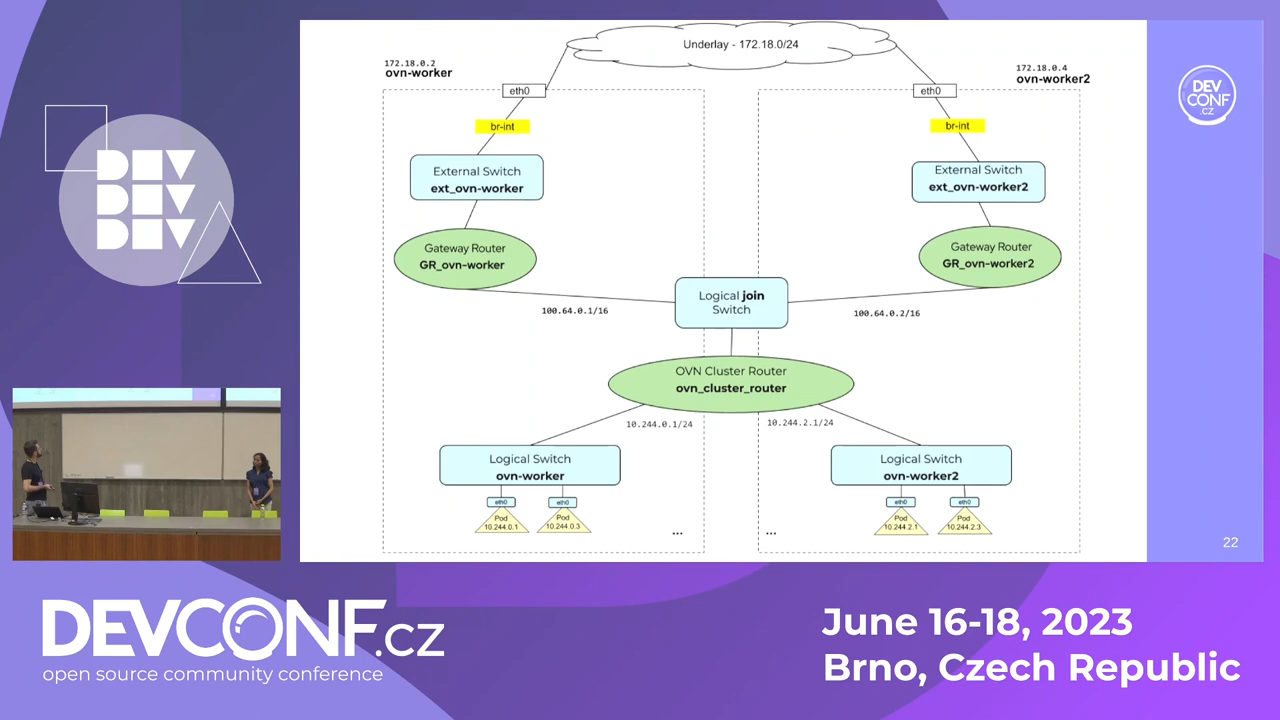 Underlay - 172.18.0/24
172.18.0.2
ovn-worker
172.18.0.4
ovn-worker2
eth0
eth0
br-int
br-int
External Switch
ext_ovn-worker
External Switch
ext_ovn-worker2
Gateway Router
GR_ovn-worker
Gateway Router
GR_ovn-worker2
Logical join
Switch
100.64.0.1/16
100.64.0.2/16
OVN Cluster Router
ovn_cluster_router
10.244.0.1/24
10.244.2.1/24
Logical Switch
ovn-worker
Logical Switch
ovn-worker2
eth0
eth0
eth0
eth0
Pod
10.244.0.1
Pod
10.244.0.3
Pod
10.244.2.1
Pod
10.244.2.3
...
...
22
DEV
CONF
.CZ
DEV
DEV
DEV
DEVCONF.cz
open source community conference
June 16-18, 2023
Brno, Czech Republic